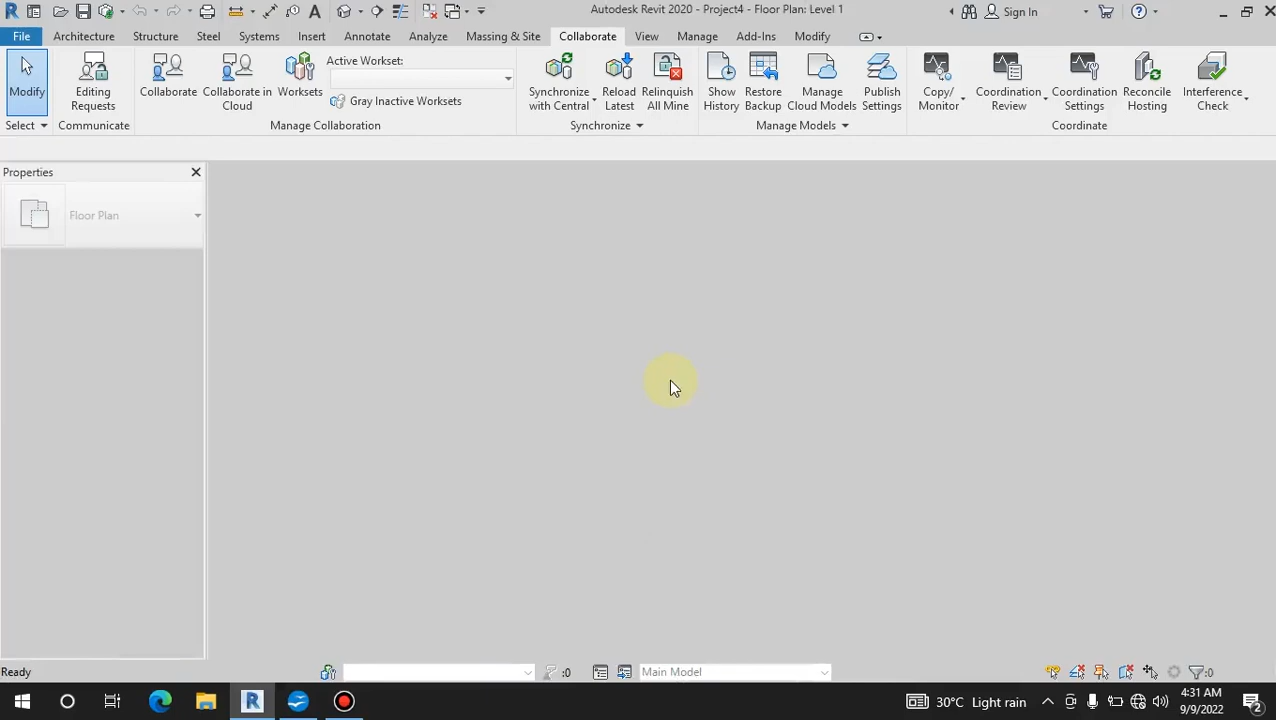 Autodesk Revit 2020 - Project4 - Floor Plan: Level 1
Sign In
File Architecture Structure Steel Systems Insert Annotate Analyze Massing & Site Collaborate View Manage Add-Ins Modify
Modify
Select
Editing Requests
Communicate
Collaborate
Collaborate in Cloud
Worksets
Active Workset:
Gray Inactive Worksets
Manage Collaboration
Synchronize with Central
Reload Latest
Relinquish All Mine
Synchronize
Show History
Restore Backup
Manage Cloud Models
Publish Settings
Manage Models
Copy/ Monitor
Coordination Review
Coordination Settings
Reconcile Hosting
Interference Check
Coordinate
Properties
Floor Plan
Ready
:0
Main Model
:0
30°C Light rain
4:31 AM
9/9/2022
2